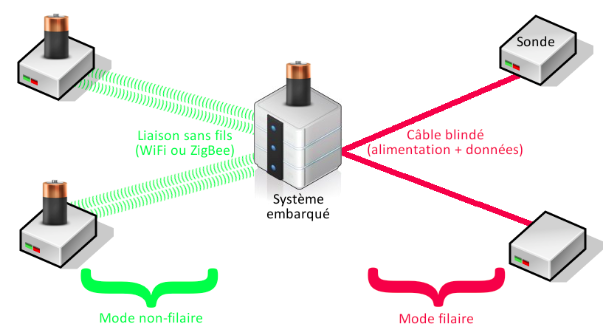 Sonde
Liaison sans fils
(WiFi ou ZigBee)
Câble blindé
(alimentation + données)
Système
embarqué
Mode non-filaire
Mode filaire